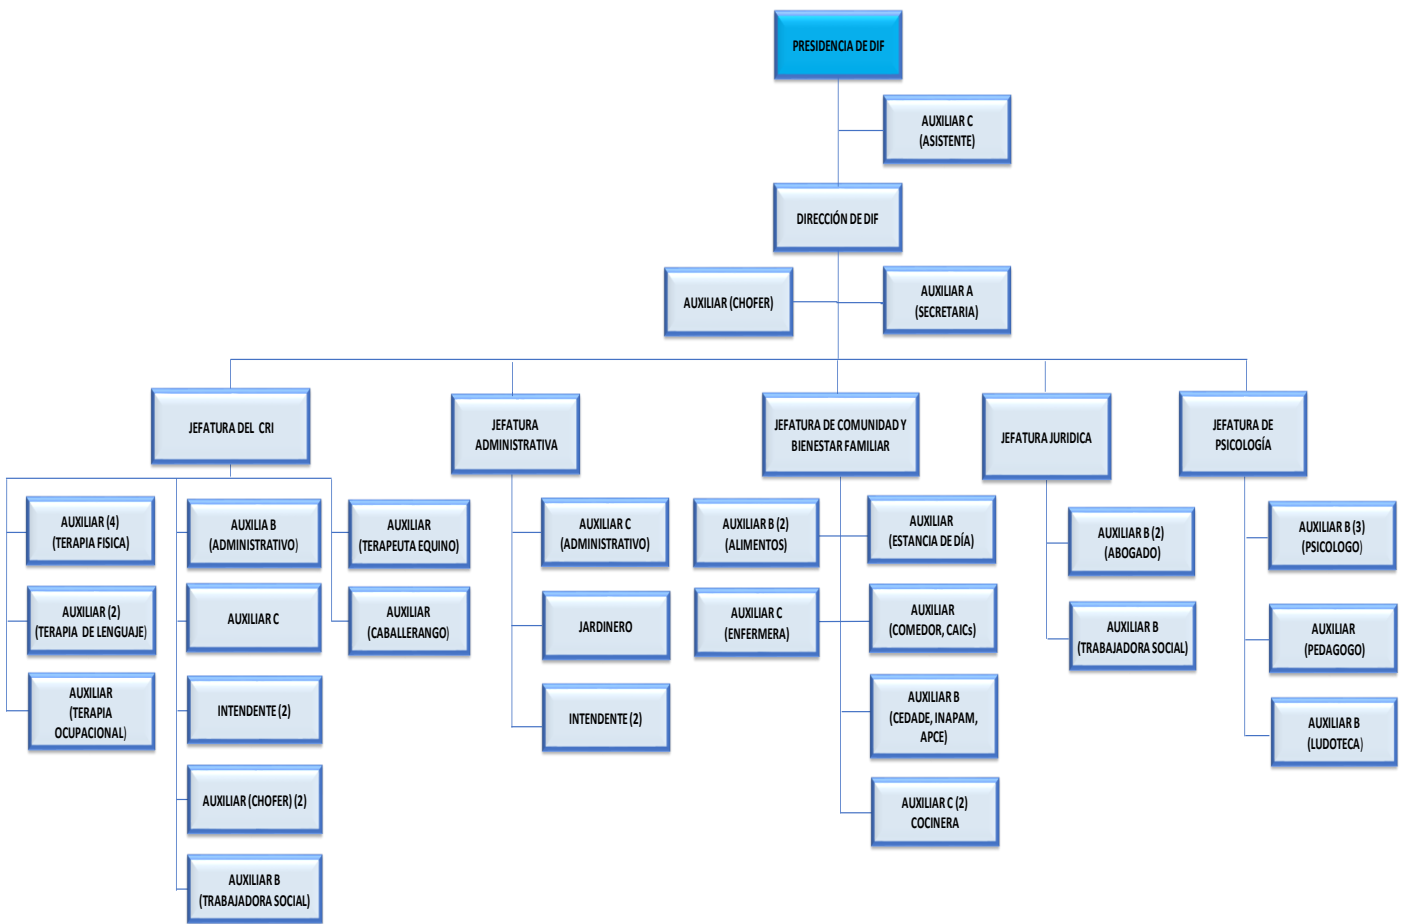 PRESIDENCIA DE DIF
AUXILIAR C
(ASISTENTE)
DIRECCIÓN DE DIF
AUXILIAR (CHOFER)
AUXILIAR A
(SECRETARIA)
JEFATURA DEL CRI
JEFATURA
ADMINISTRATIVA
JEFATURA DE COMUNIDAD Y
BIENESTAR FAMILIAR
JEFATURA JURIDICA
JEFATURA DE
PSICOLOGÍA
AUXILIAR (4)
(TERAPIA FISICA)
AUXILIAR (2)
(TERAPIA DE LENGUAJE)
AUXILIAR
(TERAPIA
OCUPACIONAL)
AUXILIA B
(ADMINISTRATIVO)
AUXILIAR C
INTENDENTE (2)
AUXILIAR (CHOFER) (2)
AUXILIAR B
(TRABAJADORA SOCIAL)
AUXILIAR
(TERAPEUTA EQUINO)
AUXILIAR
(CABALLERANGO)
AUXILIAR C
(ADMINISTRATIVO)
JARDINERO
INTENDENTE (2)
AUXILIAR B (2)
(ALIMENTOS)
AUXILIAR C
(ENFERMERA)
AUXILIAR
(ESTANCIA DE DÍA)
AUXILIAR
(COMEDOR, CAICs)
AUXILIAR B
(CEDADE, INAPAM,
APCE)
AUXILIAR C (2)
COCINERA
AUXILIAR B (2)
(ABOGADO)
AUXILIAR B
(TRABAJADORA SOCIAL)
AUXILIAR B (3)
(PSICOLOGO)
AUXILIAR
(PEDAGOGO)
AUXILIAR B
(LUDOTECA)